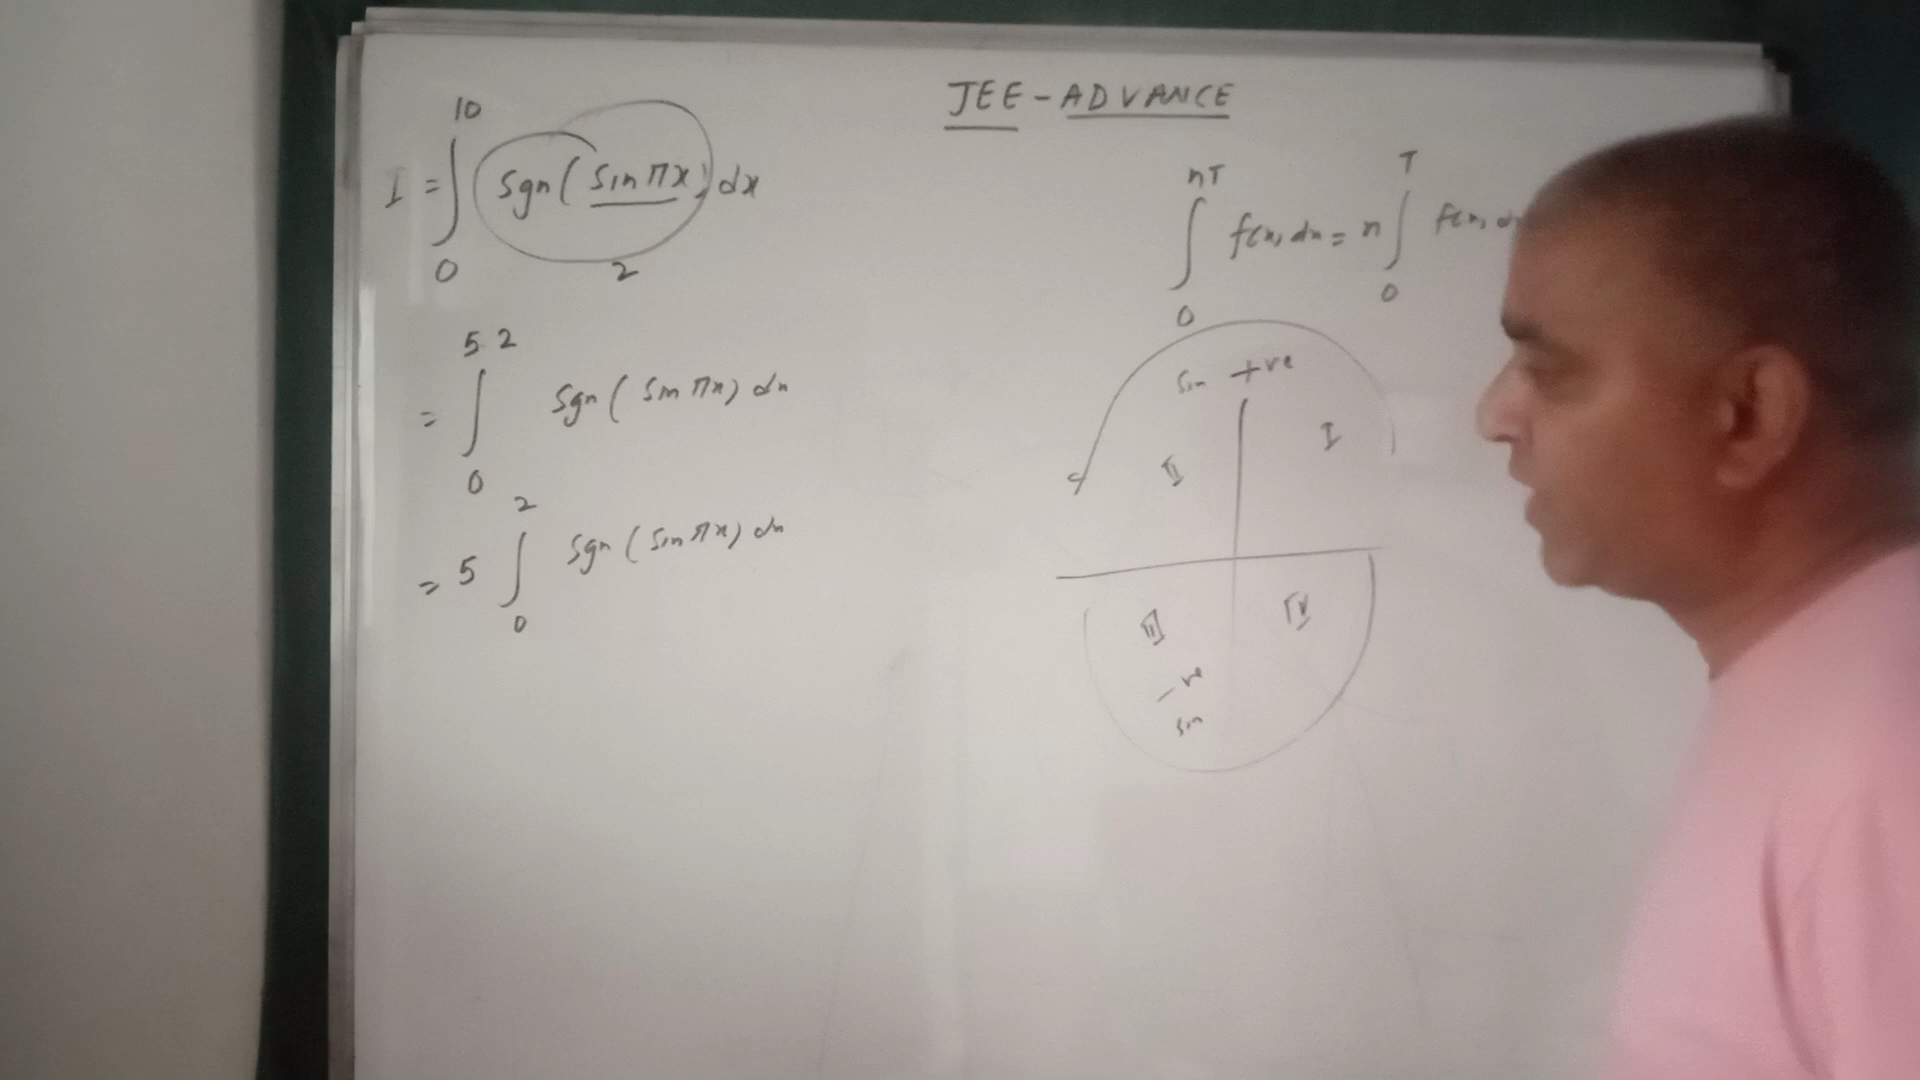 JEE-ADVANCE
10
I = ∫ sgn(sin πx) dx
0
2
5.2
= ∫ sgn(sin πx) dx
0
2
= 5 ∫ sgn(sin πx) dx
0
nT T
∫ f(x) dx = n ∫ f(x)
0 0
sin +ve
II I
III IV
-ve
sin